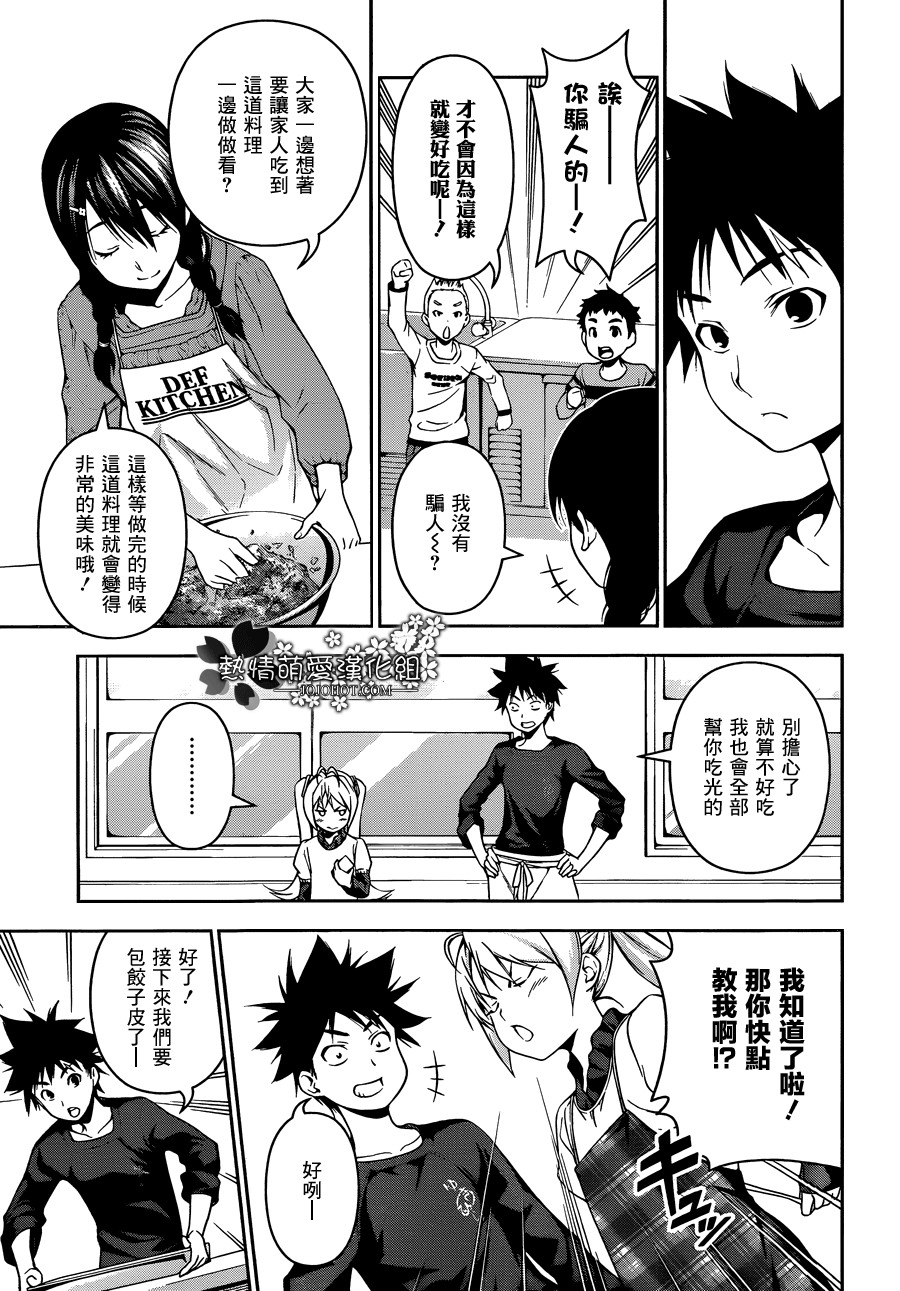 誒——
你騙人的—！
才不會因為這樣
就變好吃呢—！
我沒有
騙人～？
大家一邊想著
要讓家人吃到
這道料理
一邊做做看？
DEF
KITCHEN
這樣等做完的時候
這道料理就會變得
非常的美味哦！
熱情萌愛漢化組
JOJOHOT.COM
別擔心了
就算不好吃
我也會全部
幫你吃光的
………
我知道了啦！
那你快點
教我啊!?
キュッ
好咧—
好了！
接下來我們要
包餃子皮了—